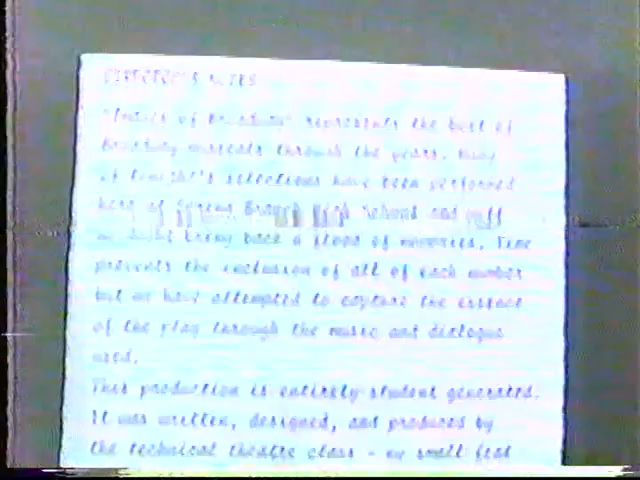 DIRECTOR'S NOTES
of Broadway" represents the best of
Broadway musicals through the years. Many
of tonight's selections have been performed
here at Spring Branch High School and will
no doubt bring back a flood of memories. Time
prevents the inclusion of all of each number
but we have attempted to capture the essence
of the play through the music and dialogue
used.
This production is entirely student generated.
It was written, designed, and produced by
the technical theatre class - no small feat